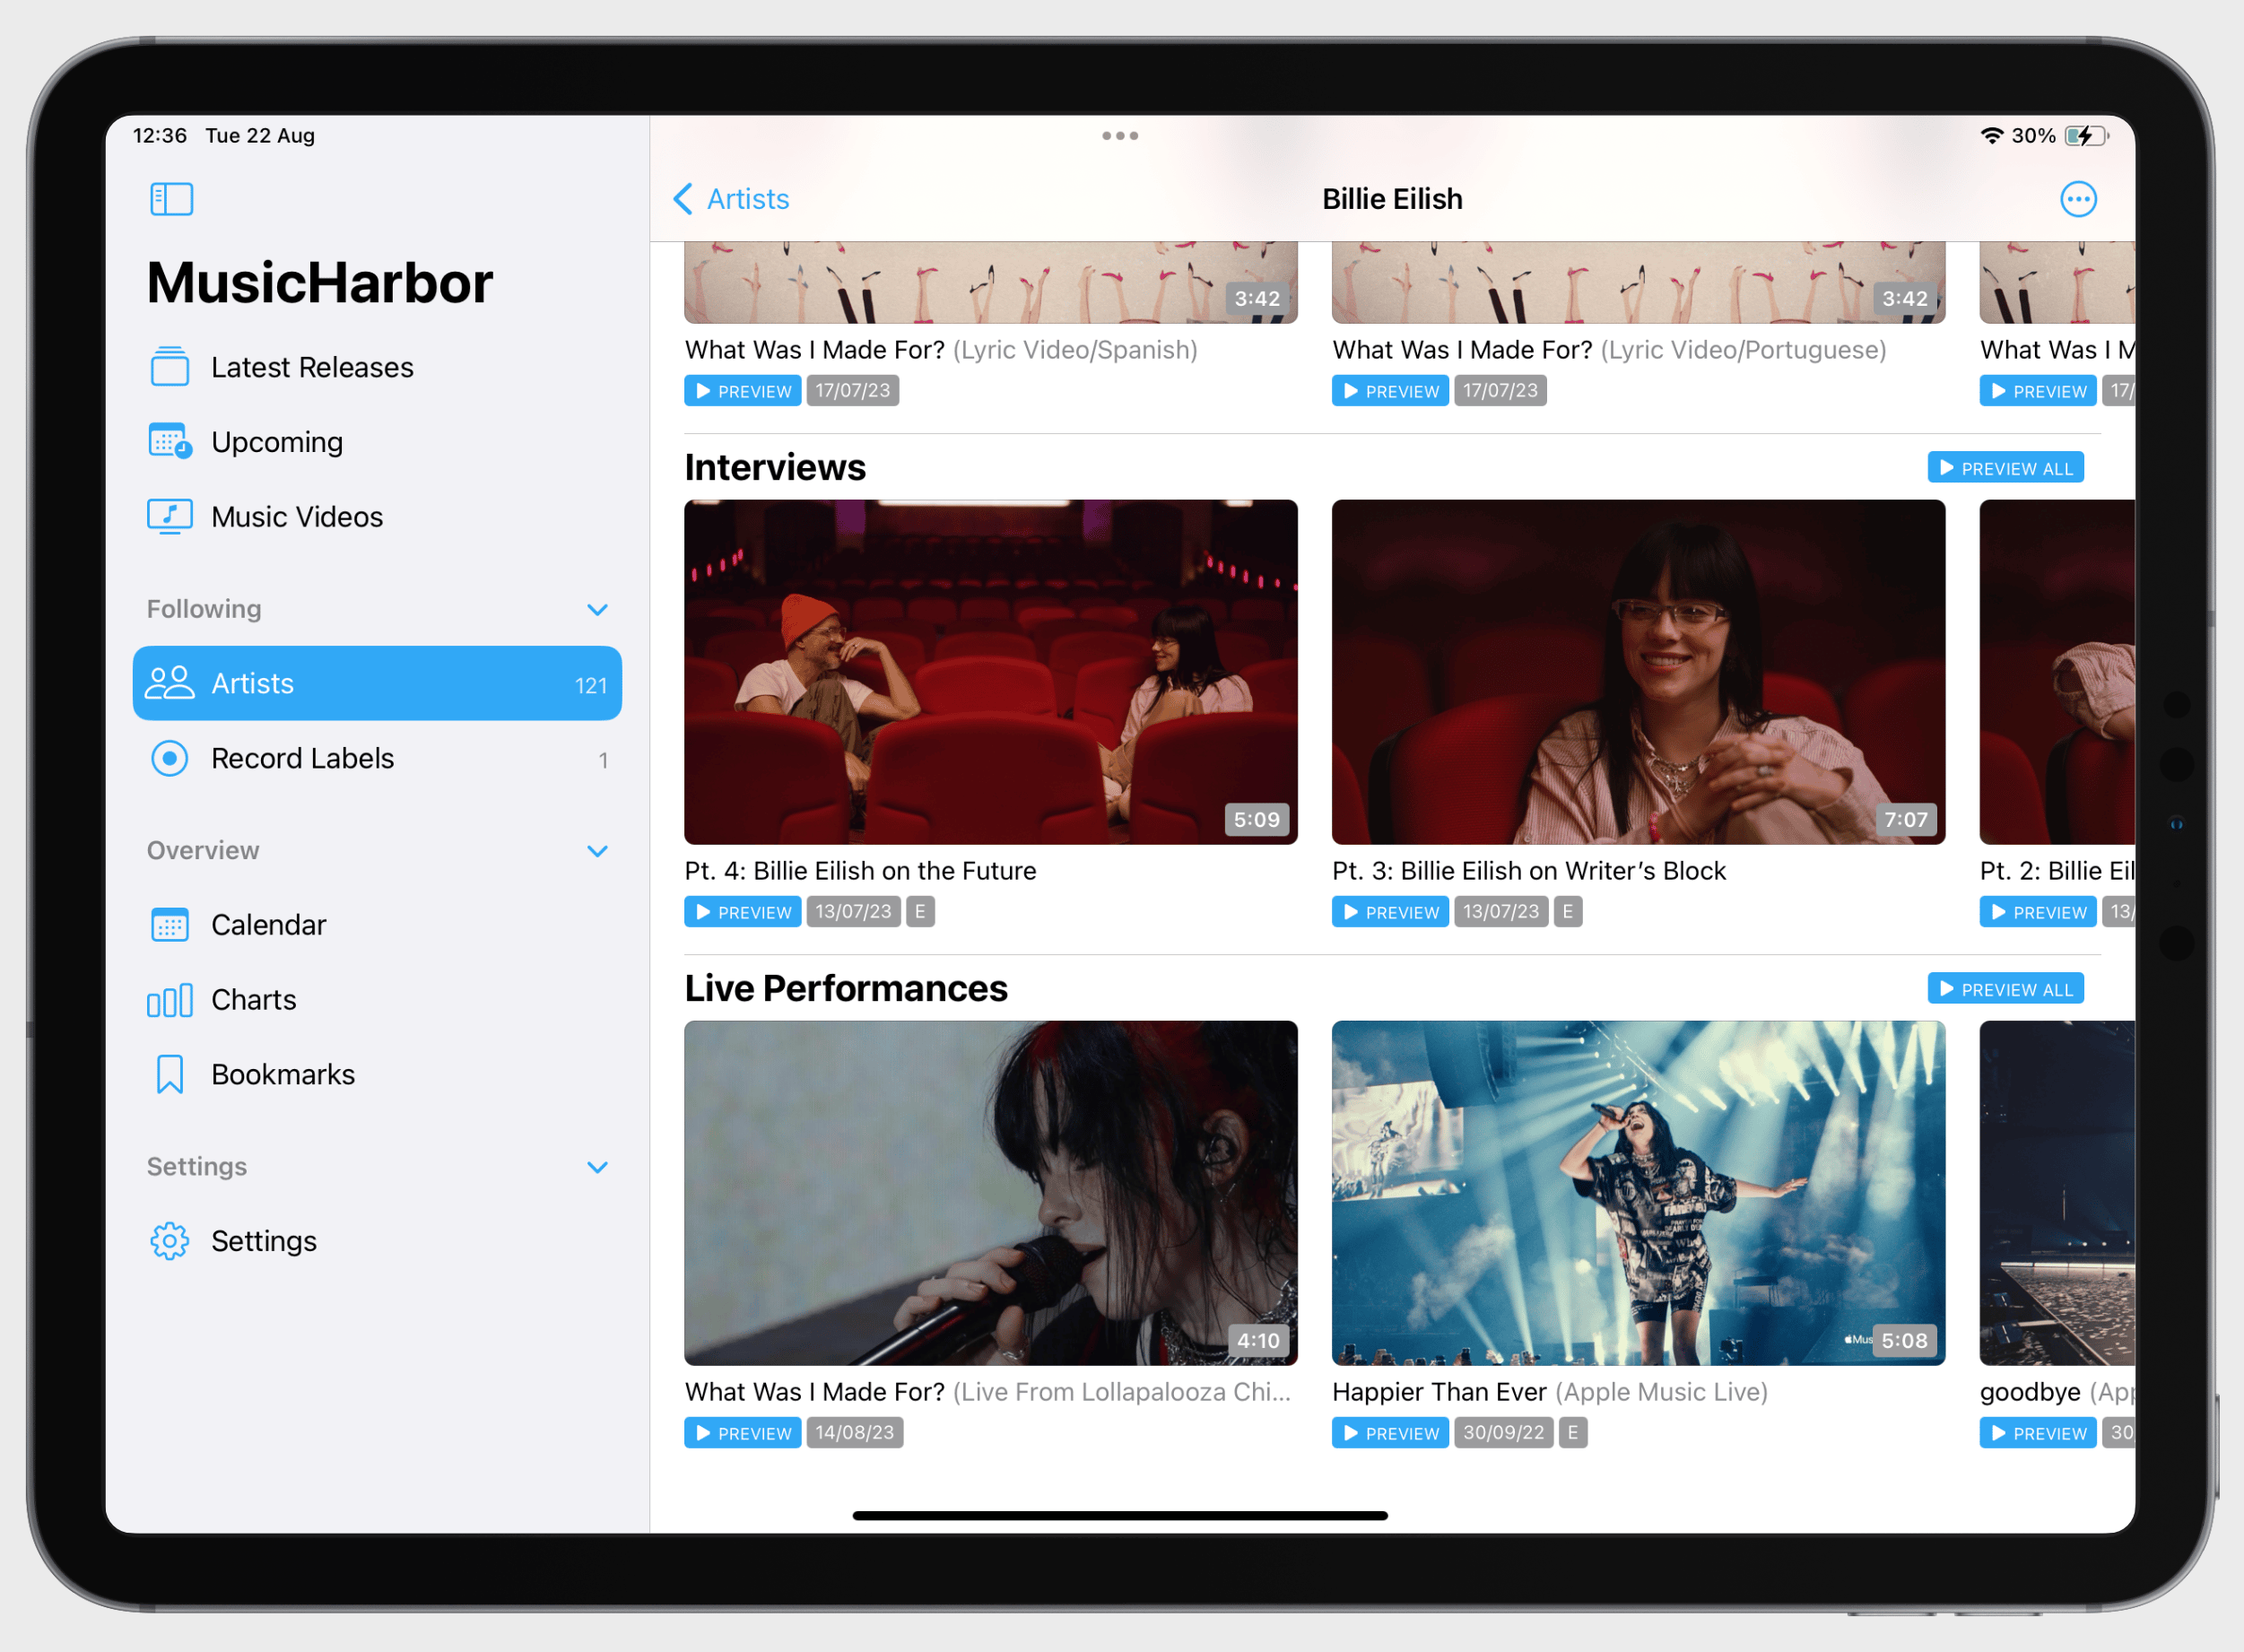 12:36 Tue 22 Aug
30%
MusicHarbor
Latest Releases
Upcoming
Music Videos
Following
Artists 121
Record Labels 1
Overview
Calendar
Charts
Bookmarks
Settings
Settings
Artists
Billie Eilish
3:42
3:42
What Was I Made For? (Lyric Video/Spanish)
What Was I Made For? (Lyric Video/Portuguese)
What Was I M
PREVIEW 17/07/23
PREVIEW 17/07/23
PREVIEW 17/
Interviews
PREVIEW ALL
5:09
7:07
Pt. 4: Billie Eilish on the Future
Pt. 3: Billie Eilish on Writer’s Block
Pt. 2: Billie Eil
PREVIEW 13/07/23 E
PREVIEW 13/07/23 E
PREVIEW 13/
Live Performances
PREVIEW ALL
4:10
Mus 5:08
What Was I Made For? (Live From Lollapalooza Chi...
Happier Than Ever (Apple Music Live)
goodbye (App
PREVIEW 14/08/23
PREVIEW 30/09/22 E
PREVIEW 30